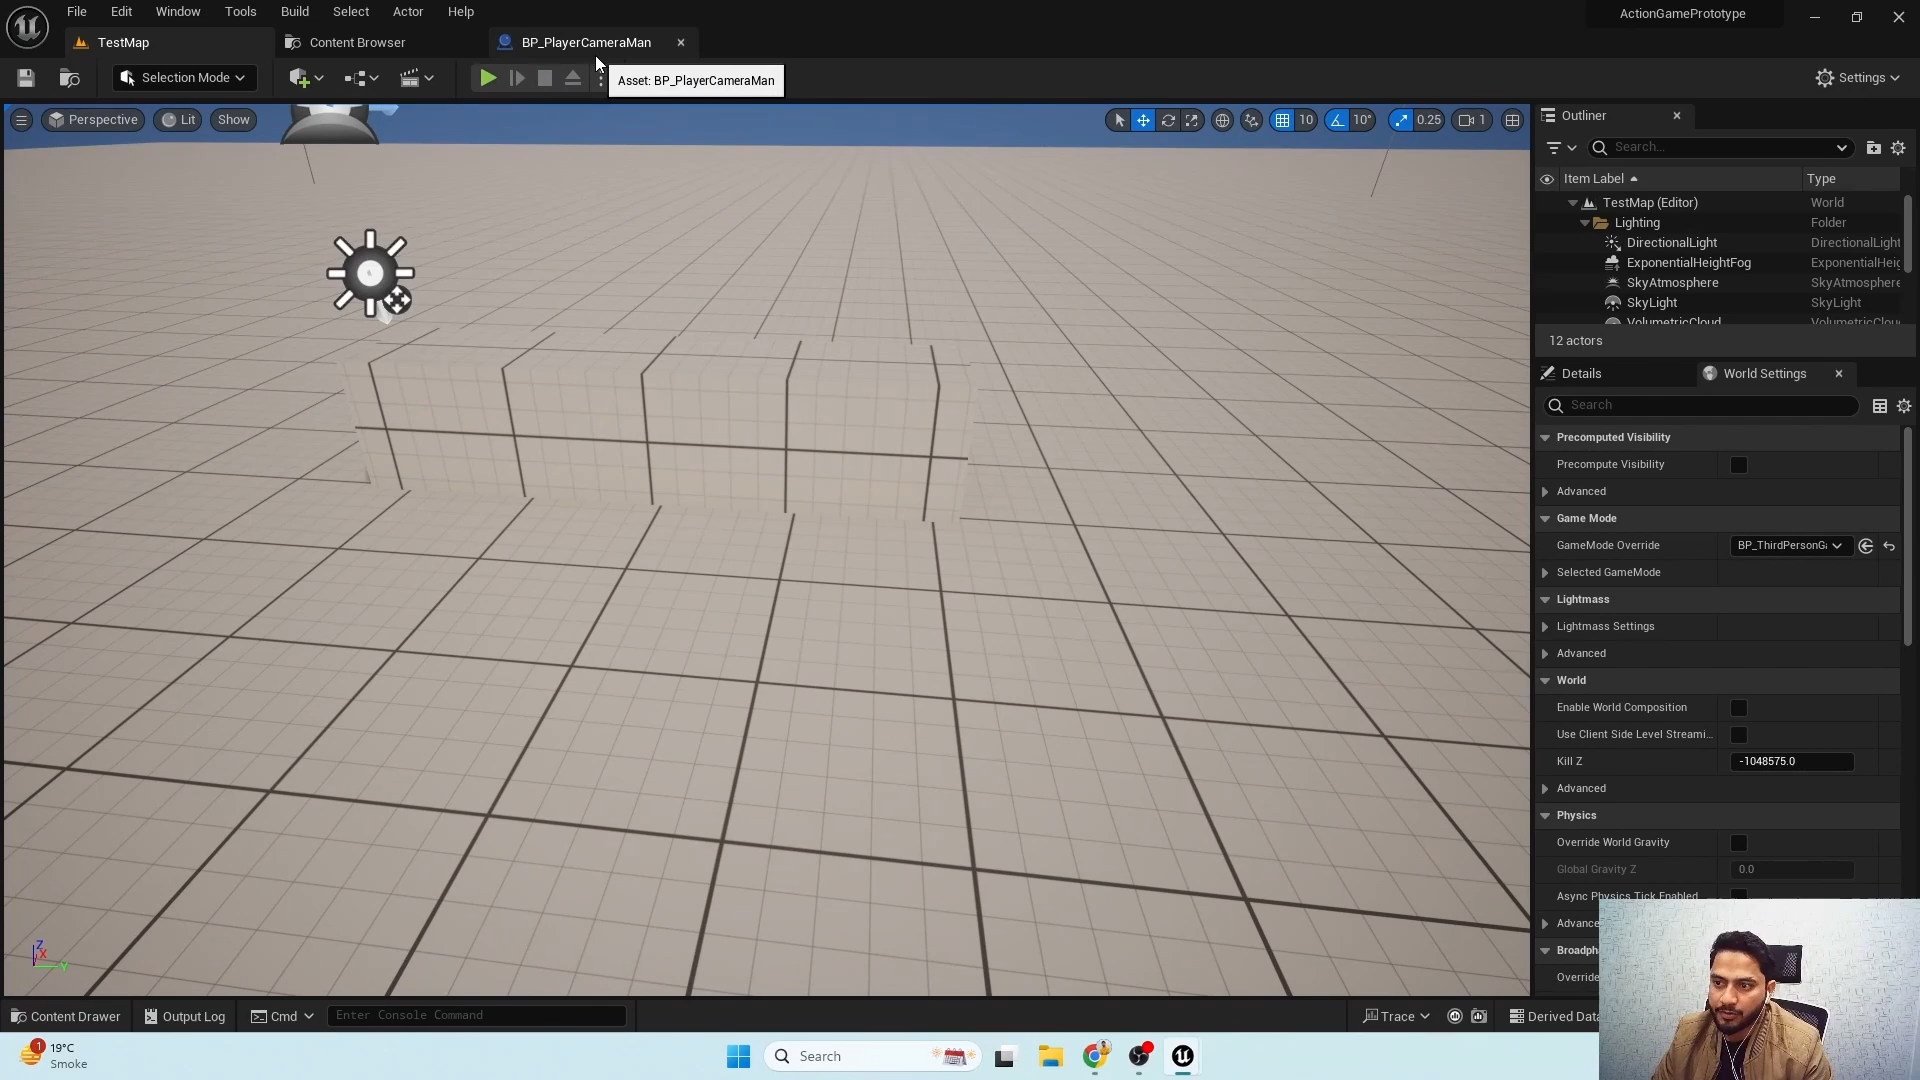 File Edit Window Tools Build Select Actor Help
ActionGamePrototype
TestMap
Content Browser
BP_PlayerCameraMan
Selection Mode
Asset: BP_PlayerCameraMan
Settings
Perspective
Lit
Show
10
10°
0.25
1
Outliner
Search...
Item Label
Type
TestMap (Editor) World
Lighting Folder
DirectionalLight DirectionalLight
ExponentialHeightFog ExponentialHeig
SkyAtmosphere SkyAtmosphere
SkyLight SkyLight
VolumetricCloud VolumetricClou
12 actors
Details
World Settings
Search
Precomputed Visibility
Precompute Visibility
Advanced
Game Mode
GameMode Override BP_ThirdPersonGa
Selected GameMode
Lightmass
Lightmass Settings
Advanced
World
Enable World Composition
Use Client Side Level Streami...
Kill Z -1048575.0
Advanced
Physics
Override World Gravity
Global Gravity Z 0.0
Async Physics Tick Enabled
Advance
Broadpha
Override
Z
X
Y
Content Drawer
Output Log
Cmd
Enter Console Command
Trace
Derived Data
1
19°C
Smoke
Search